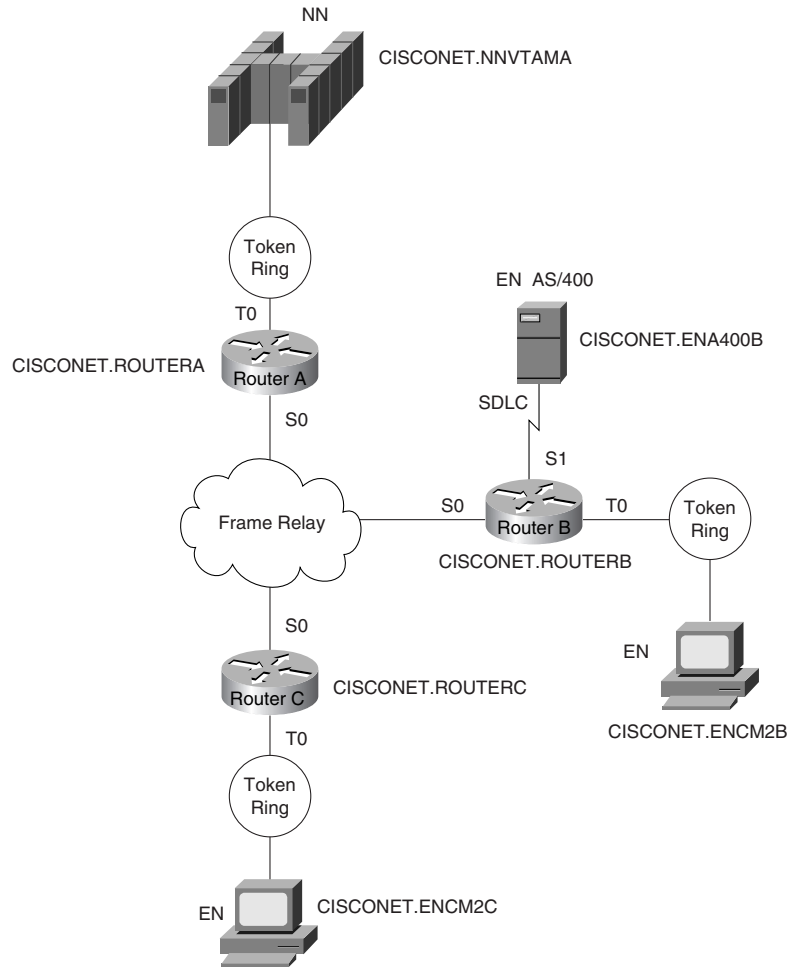 NN
CISCONET.NNVTAMA
Token
Ring
T0
CISCONET.ROUTERA
Router A
S0
EN AS/400
CISCONET.ENA400B
SDLC
S1
Frame Relay
S0
Router B
T0
Token
Ring
CISCONET.ROUTERB
S0
Router C
CISCONET.ROUTERC
EN
CISCONET.ENCM2B
T0
Token
Ring
EN
CISCONET.ENCM2C